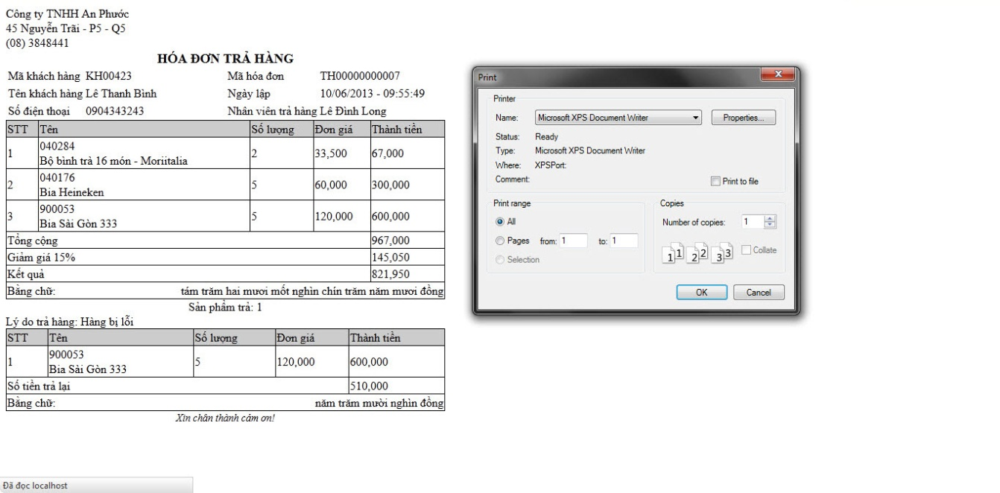 Công ty TNHH An Phước
45 Nguyễn Trãi - P5 - Q5
(08) 3848441
HÓA ĐƠN TRẢ HÀNG
Mã khách hàng KH00423 Mã hóa đơn TH00000000007
Tên khách hàng Lê Thanh Bình Ngày lập 10/06/2013 - 09:55:49
Số điện thoại 0904343243 Nhân viên trả hàng Lê Đình Long
STT Tên Số lượng Đơn giá Thành tiền
040284
1 Bộ bình trà 16 món - Moriitalia 2 33,500 67,000
040176
2 Bia Heineken 5 60,000 300,000
900053
3 Bia Sài Gòn 333 5 120,000 600,000
Tổng cộng 967,000
Giảm giá 15% 145,050
Kết quả 821,950
Bằng chữ: tám trăm hai mươi mốt nghìn chín trăm năm mươi đồng
Sản phẩm trả: 1
Lý do trả hàng: Hàng bị lỗi
STT Tên Số lượng Đơn giá Thành tiền
900053
1 Bia Sài Gòn 333 5 120,000 600,000
Số tiền trả lại 510,000
Bằng chữ: năm trăm mười nghìn đồng
Xin chân thành cảm ơn!
Đã đọc localhost
Print
Printer
Name: Microsoft XPS Document Writer Properties...
Status: Ready
Type: Microsoft XPS Document Writer
Where: XPSPort:
Comment: Print to file
Print range
All
Pages from: 1 to: 1
Selection
Copies
Number of copies: 1
1 1 2 2 3 3 Collate
OK Cancel